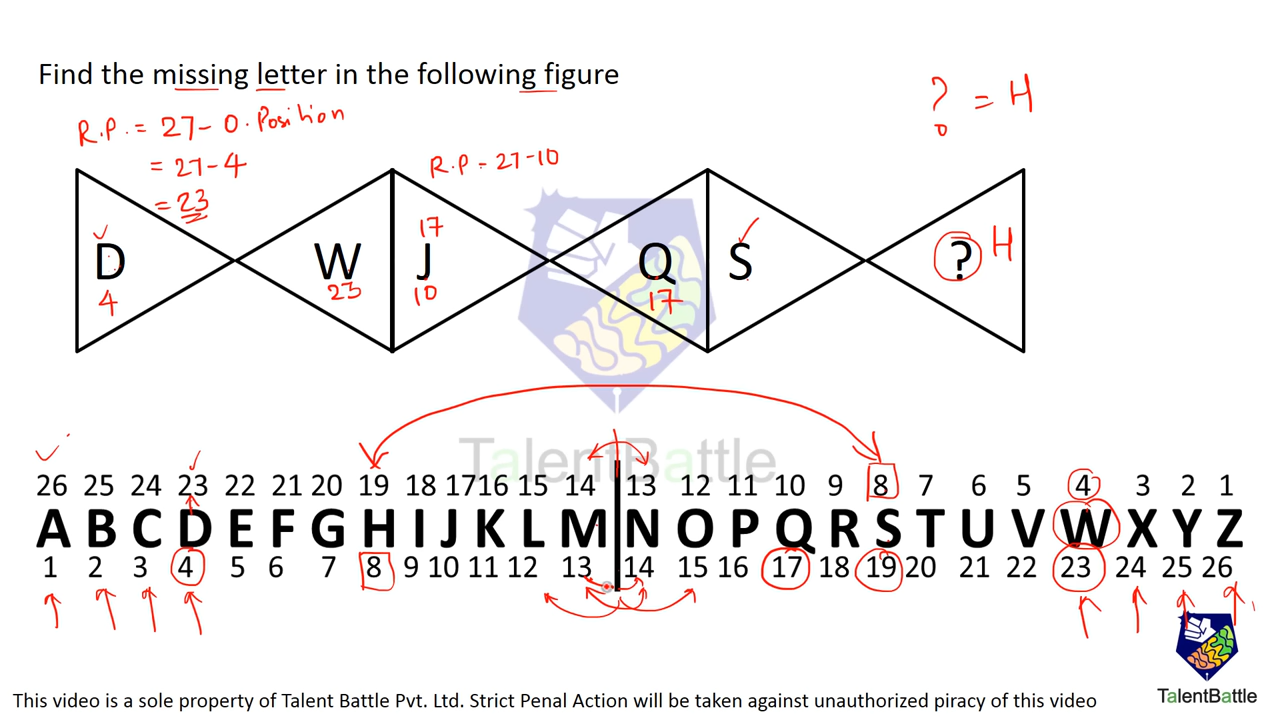 Find the missing letter in the following figure
? = H
0
R.P. = 27-0. Position
= 27-4
= 23
R.P = 27-10
D W J Q S ? H
17
4 23 10 17
TalentBattle
26 25 24 23 22 21 20 19 18 17 16 15 14 13 12 11 10 9 8 7 6 5 4 3 2 1
A B C D E F G H I J K L M N O P Q R S T U V W X Y Z
1 2 3 4 5 6 7 8 9 10 11 12 13 14 15 16 17 18 19 20 21 22 23 24 25 26
TalentBattle
This video is a sole property of Talent Battle Pvt. Ltd. Strict Penal Action will be taken against unauthorized piracy of this video